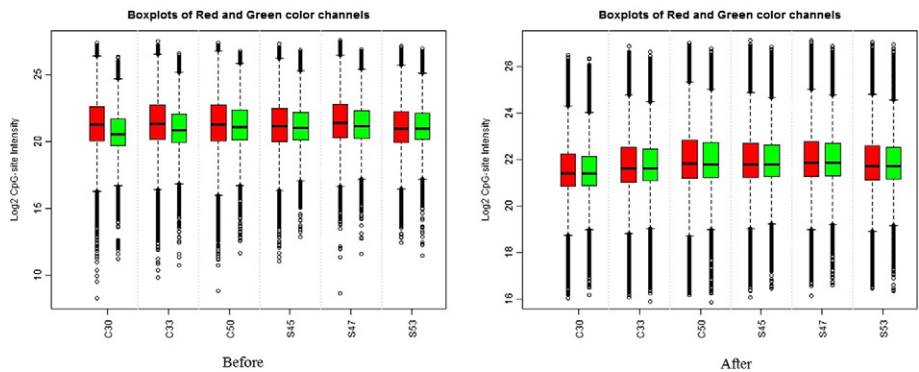 Boxplots of Red and Green color channels
Log2 CpG-site Intensity
25
20
15
10
C30
C33
C50
S45
S47
S53
Before
Boxplots of Red and Green color channels
Log2 CpG-site Intensity
26
24
22
21
18
16
C30
C33
C50
S45
S47
S53
After